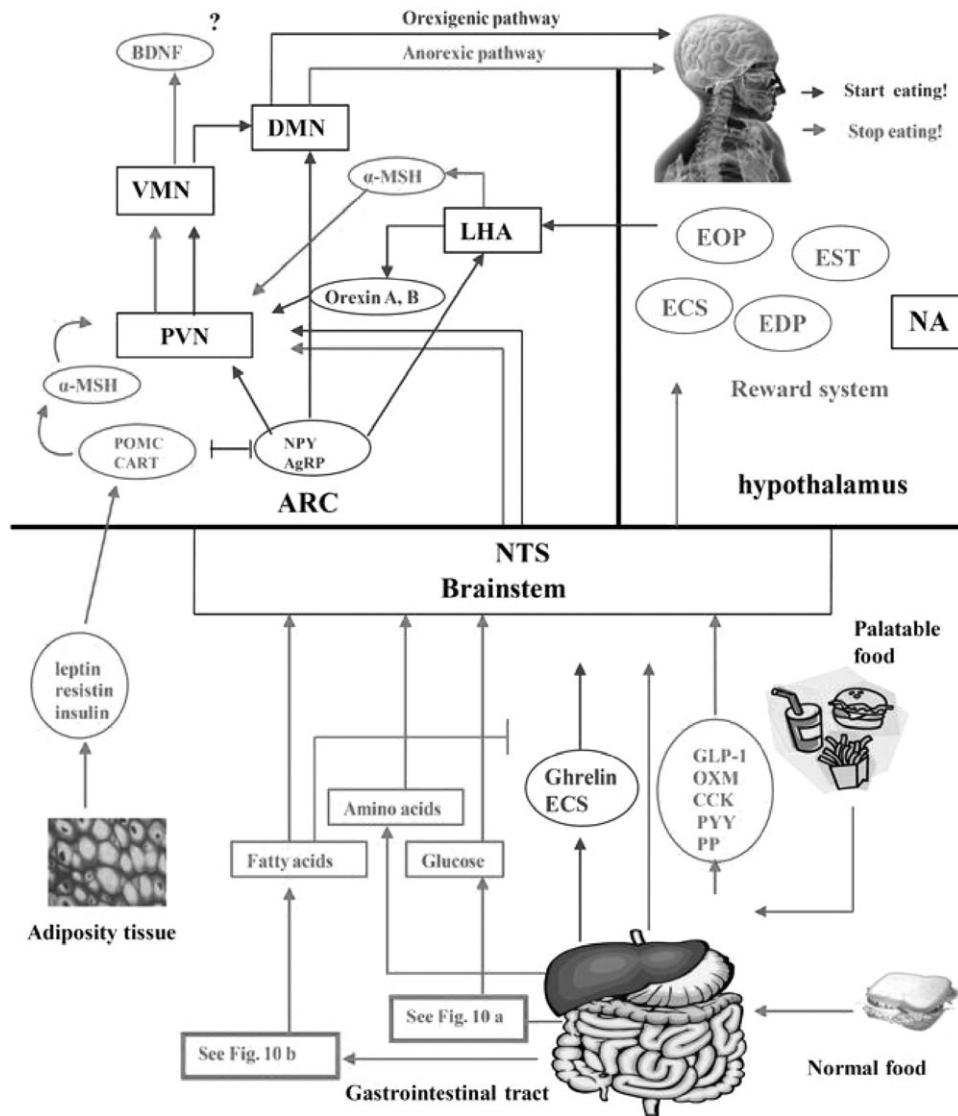 Orexigenic pathway
?
BDNF
Anorexic pathway
DMN
Start eating!
Stop eating!
α-MSH
VMN
LHA
EOP
EST
Orexin A, B
ECS
EDP
NA
PVN
α-MSH
Reward system
POMC
CART
NPY
AgRP
ARC
hypothalamus
NTS
Brainstem
Palatable
food
leptin
resistin
insulin
GLP-1
OXM
CCK
PYY
PP
Ghrelin
ECS
Amino acids
Fatty acids
Glucose
Adiposity tissue
See Fig. 10 a
See Fig. 10 b
Gastrointestinal tract
Normal food